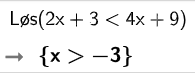 Løs(2x + 3 < 4x + 9)
→ {x > −3}